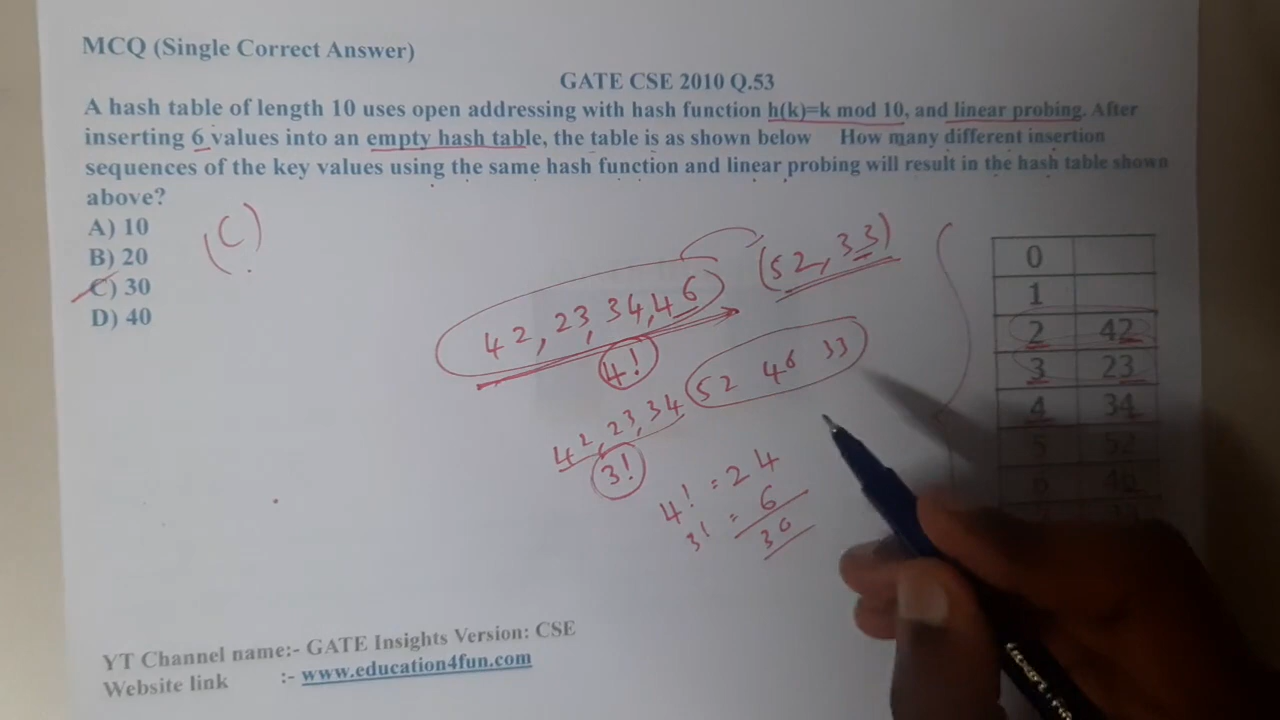 MCQ (Single Correct Answer)
GATE CSE 2010 Q.53
A hash table of length 10 uses open addressing with hash function h(k)=k mod 10, and linear probing. After
inserting 6 values into an empty hash table, the table is as shown below How many different insertion
sequences of the key values using the same hash function and linear probing will result in the hash table shown
above?
A) 10
B) 20
C) 30
D) 40
(C)
42, 23, 34, 46
(52, 33)
4!
42, 23, 34 52 46 33
3!
4! = 24
3! = 6
30
0
1
2 42
3 23
4 34
5 52
6 46
YT Channel name:- GATE Insights Version: CSE
Website link :- www.education4fun.com